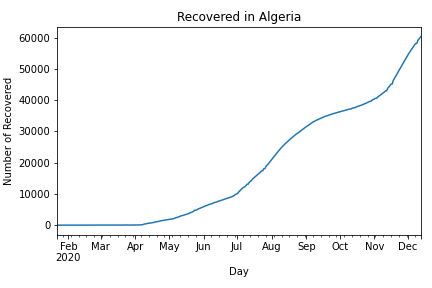 Recovered in Algeria
Number of Recovered
60000
50000
40000
30000
20000
10000
0
Feb Mar Apr May Jun Jul Aug Sep Oct Nov Dec
2020
Day